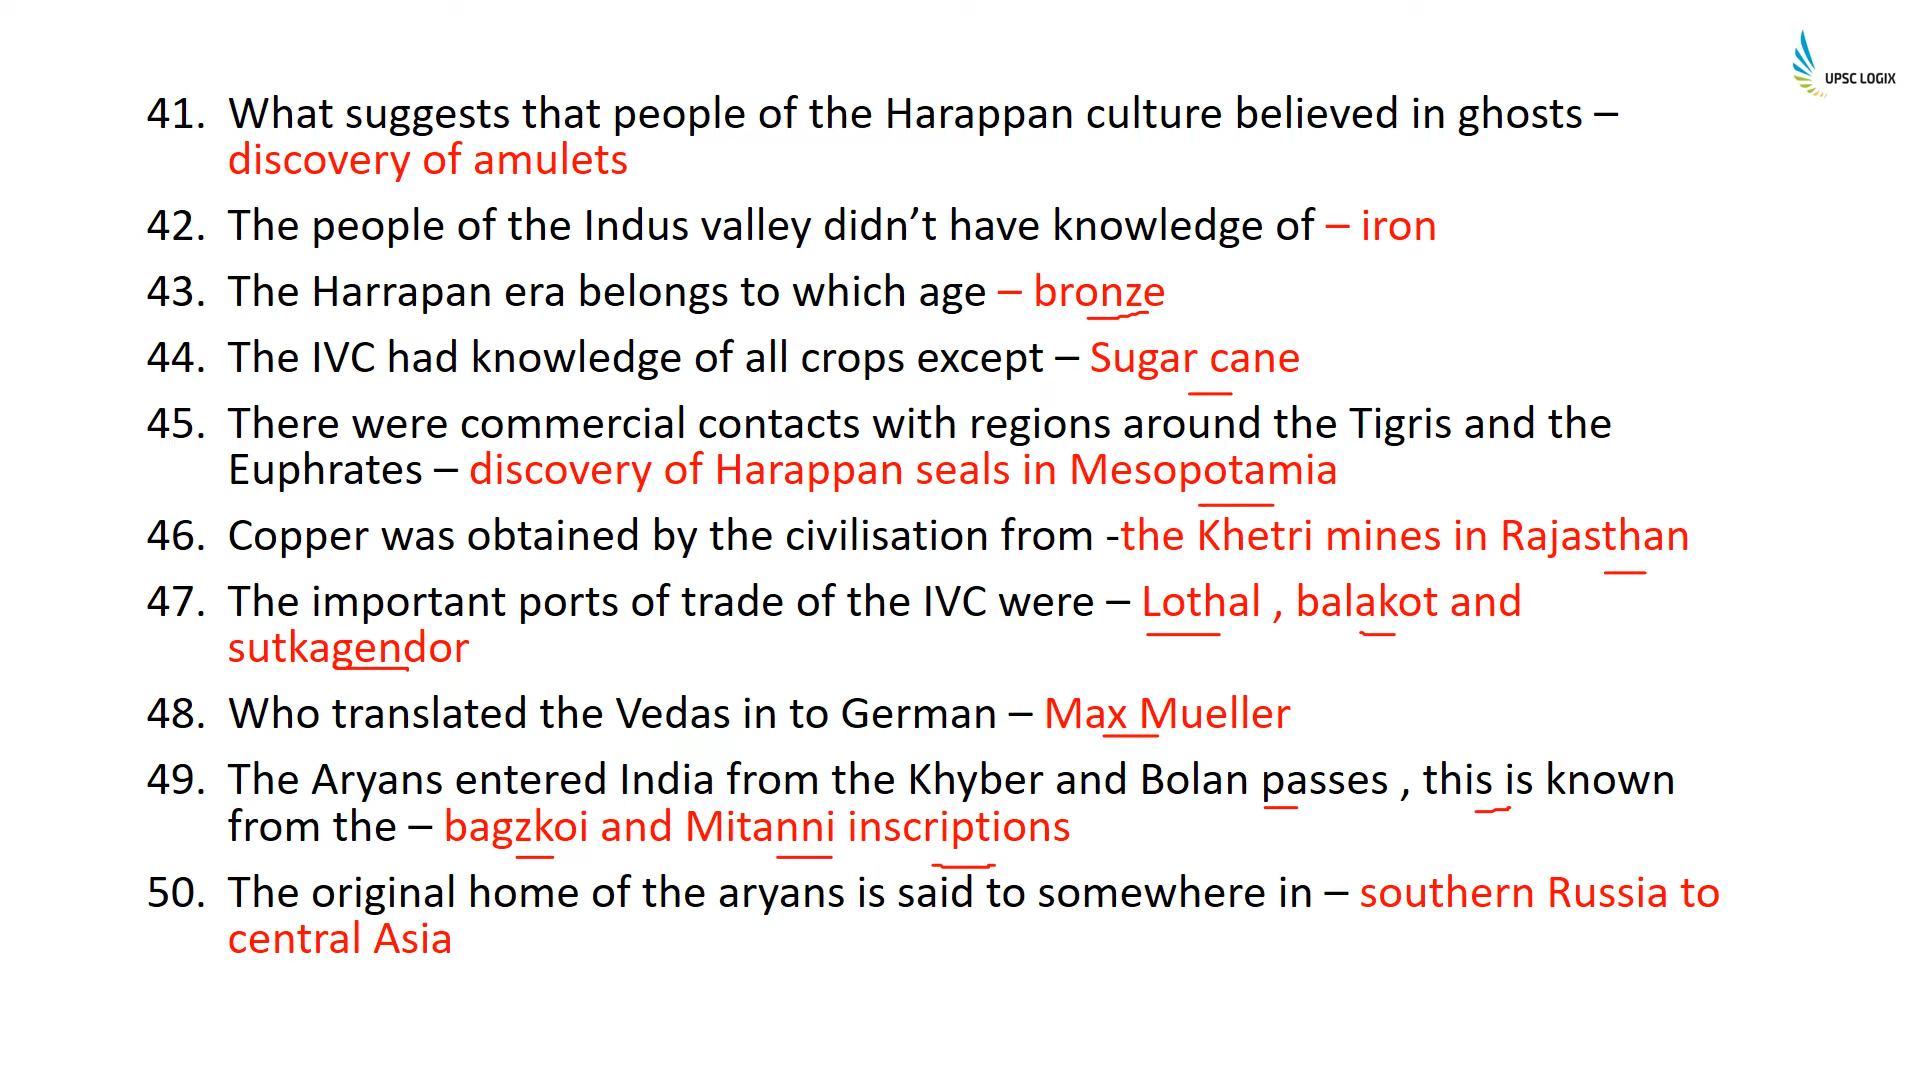 UPSC LOGIX
41. What suggests that people of the Harappan culture believed in ghosts –
discovery of amulets
42. The people of the Indus valley didn’t have knowledge of – iron
43. The Harrapan era belongs to which age – bronze
44. The IVC had knowledge of all crops except – Sugar cane
45. There were commercial contacts with regions around the Tigris and the
Euphrates – discovery of Harappan seals in Mesopotamia
46. Copper was obtained by the civilisation from -the Khetri mines in Rajasthan
47. The important ports of trade of the IVC were – Lothal , balakot and
sutkagendor
48. Who translated the Vedas in to German – Max Mueller
49. The Aryans entered India from the Khyber and Bolan passes , this is known
from the – bagzkoi and Mitanni inscriptions
50. The original home of the aryans is said to somewhere in – southern Russia to
central Asia